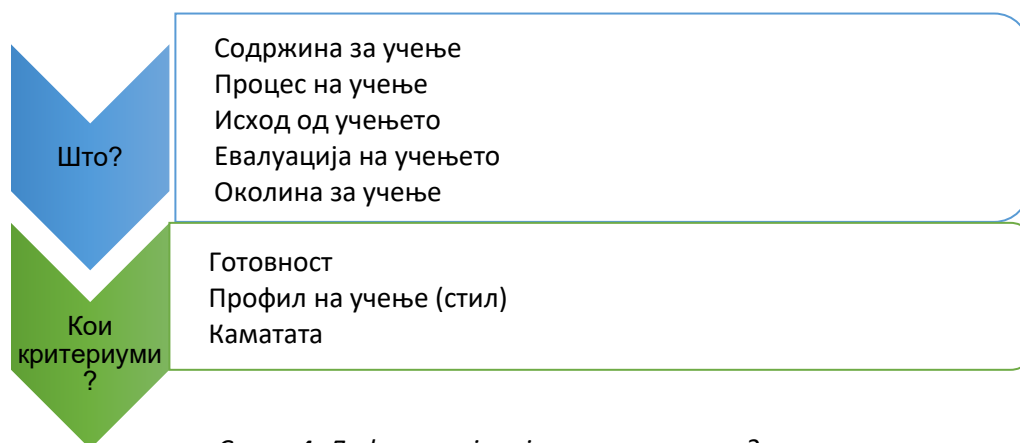 Што?
Содржина за учење
Процес на учење
Исход од учењето
Евалуација на учењето
Околина за учење
Кои
критериуми
?
Готовност
Профил на учење (стил)
Каматата